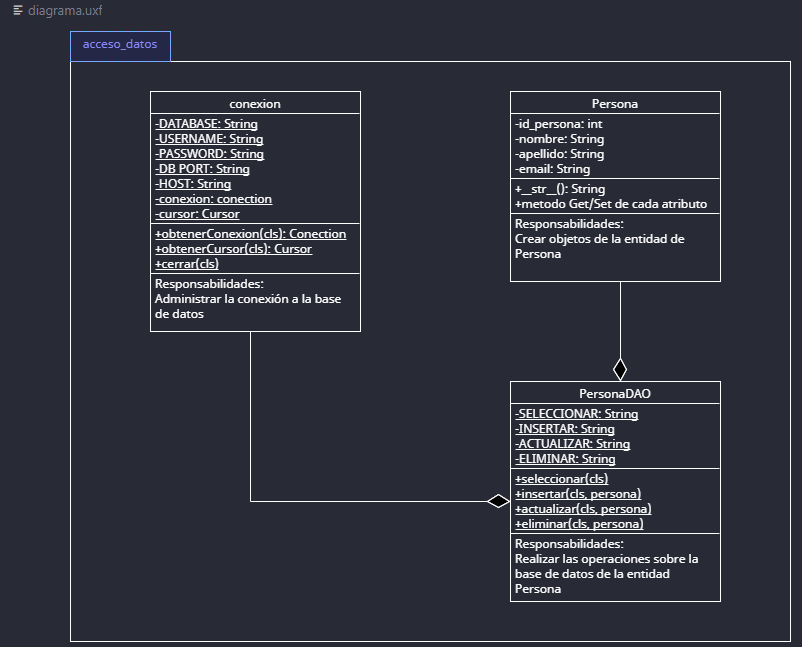 diagrama.uxf
acceso_datos
conexion
-DATABASE: String
-USERNAME: String
-PASSWORD: String
-DB PORT: String
-HOST: String
-conexion: conection
-cursor: Cursor
+obtenerConexion(cls): Conection
+obtenerCursor(cls): Cursor
+cerrar(cls)
Responsabilidades:
Administrar la conexión a la base
de datos
Persona
-id_persona: int
-nombre: String
-apellido: String
-email: String
+__str__(): String
+metodo Get/Set de cada atributo
Responsabilidades:
Crear objetos de la entidad de
Persona
PersonaDAO
-SELECCIONAR: String
-INSERTAR: String
-ACTUALIZAR: String
-ELIMINAR: String
+seleccionar(cls)
+insertar(cls, persona)
+actualizar(cls, persona)
+eliminar(cls, persona)
Responsabilidades:
Realizar las operaciones sobre la
base de datos de la entidad
Persona